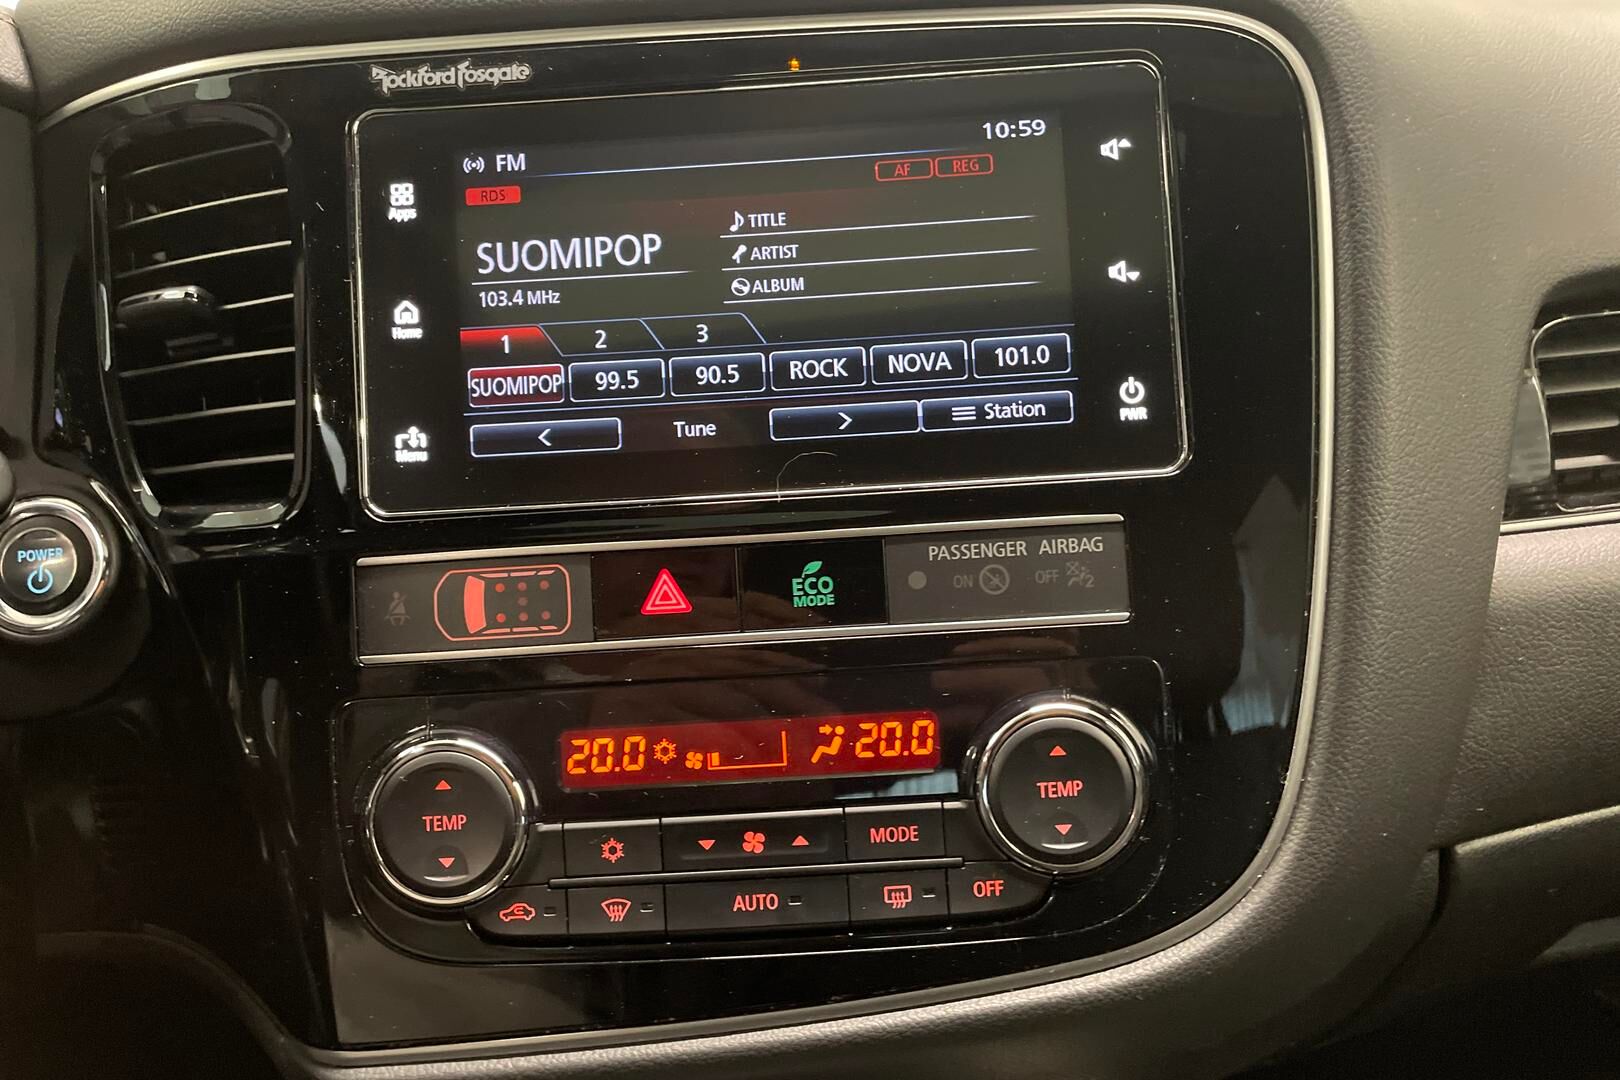 Rockford Fosgate
10:59
FM
AF REG
RDS
Apps
TITLE
SUOMIPOP
ARTIST
103.4 MHz
ALBUM
Home
1 2 3
SUOMIPOP 99.5 90.5 ROCK NOVA 101.0
< Tune > Station
Menu
PWR
POWER
PASSENGER AIRBAG
ON OFF
ECO
MODE
20.0 20.0
TEMP
TEMP
MODE
AUTO
OFF